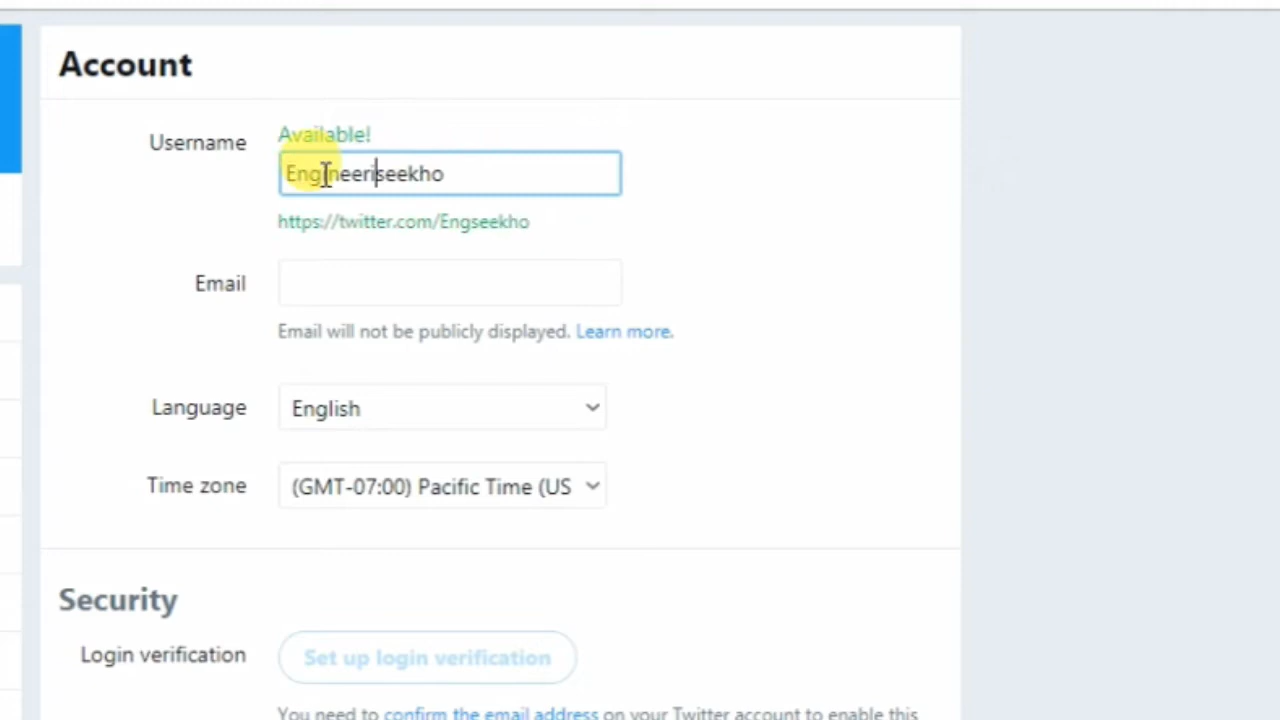 Account
Username
Available!
Engineeriseekho
https://twitter.com/Engseekho
Email
Email will not be publicly displayed. Learn more.
Language
English
Time zone
(GMT-07:00) Pacific Time (US
Security
Login verification
Set up login verification
You need to confirm the email address on your Twitter account to enable this